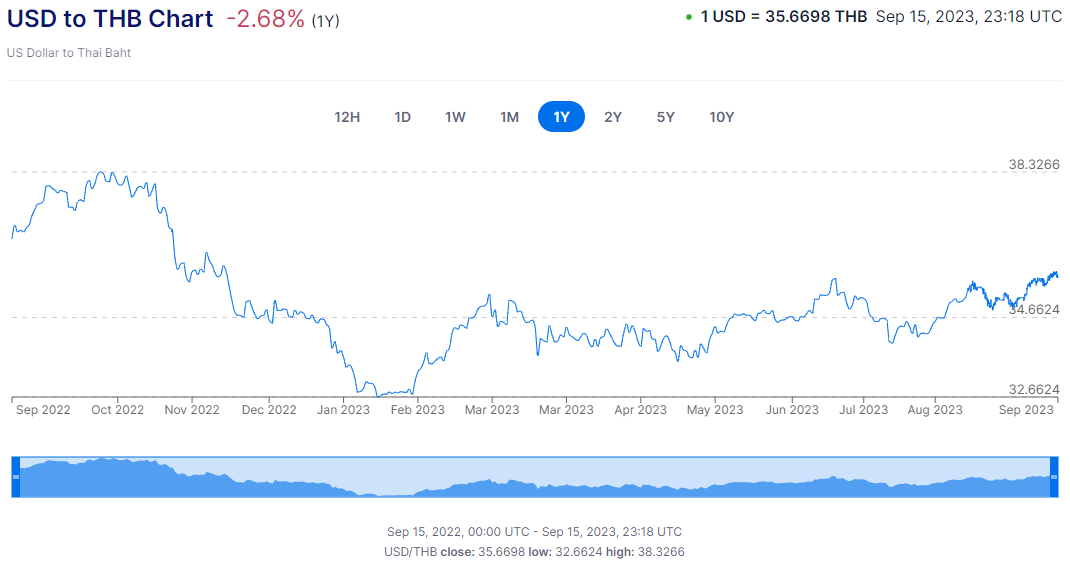 USD to THB Chart -2.68% (1Y)
1 USD = 35.6698 THB Sep 15, 2023, 23:18 UTC
US Dollar to Thai Baht
12H 1D 1W 1M 1Y 2Y 5Y 10Y
38.3266
34.6624
32.6624
Sep 2022 Oct 2022 Nov 2022 Dec 2022 Jan 2023 Feb 2023 Mar 2023 Mar 2023 Apr 2023 May 2023 Jun 2023 Jul 2023 Aug 2023 Sep 2023
Sep 15, 2022, 00:00 UTC - Sep 15, 2023, 23:18 UTC
USD/THB close: 35.6698 low: 32.6624 high: 38.3266